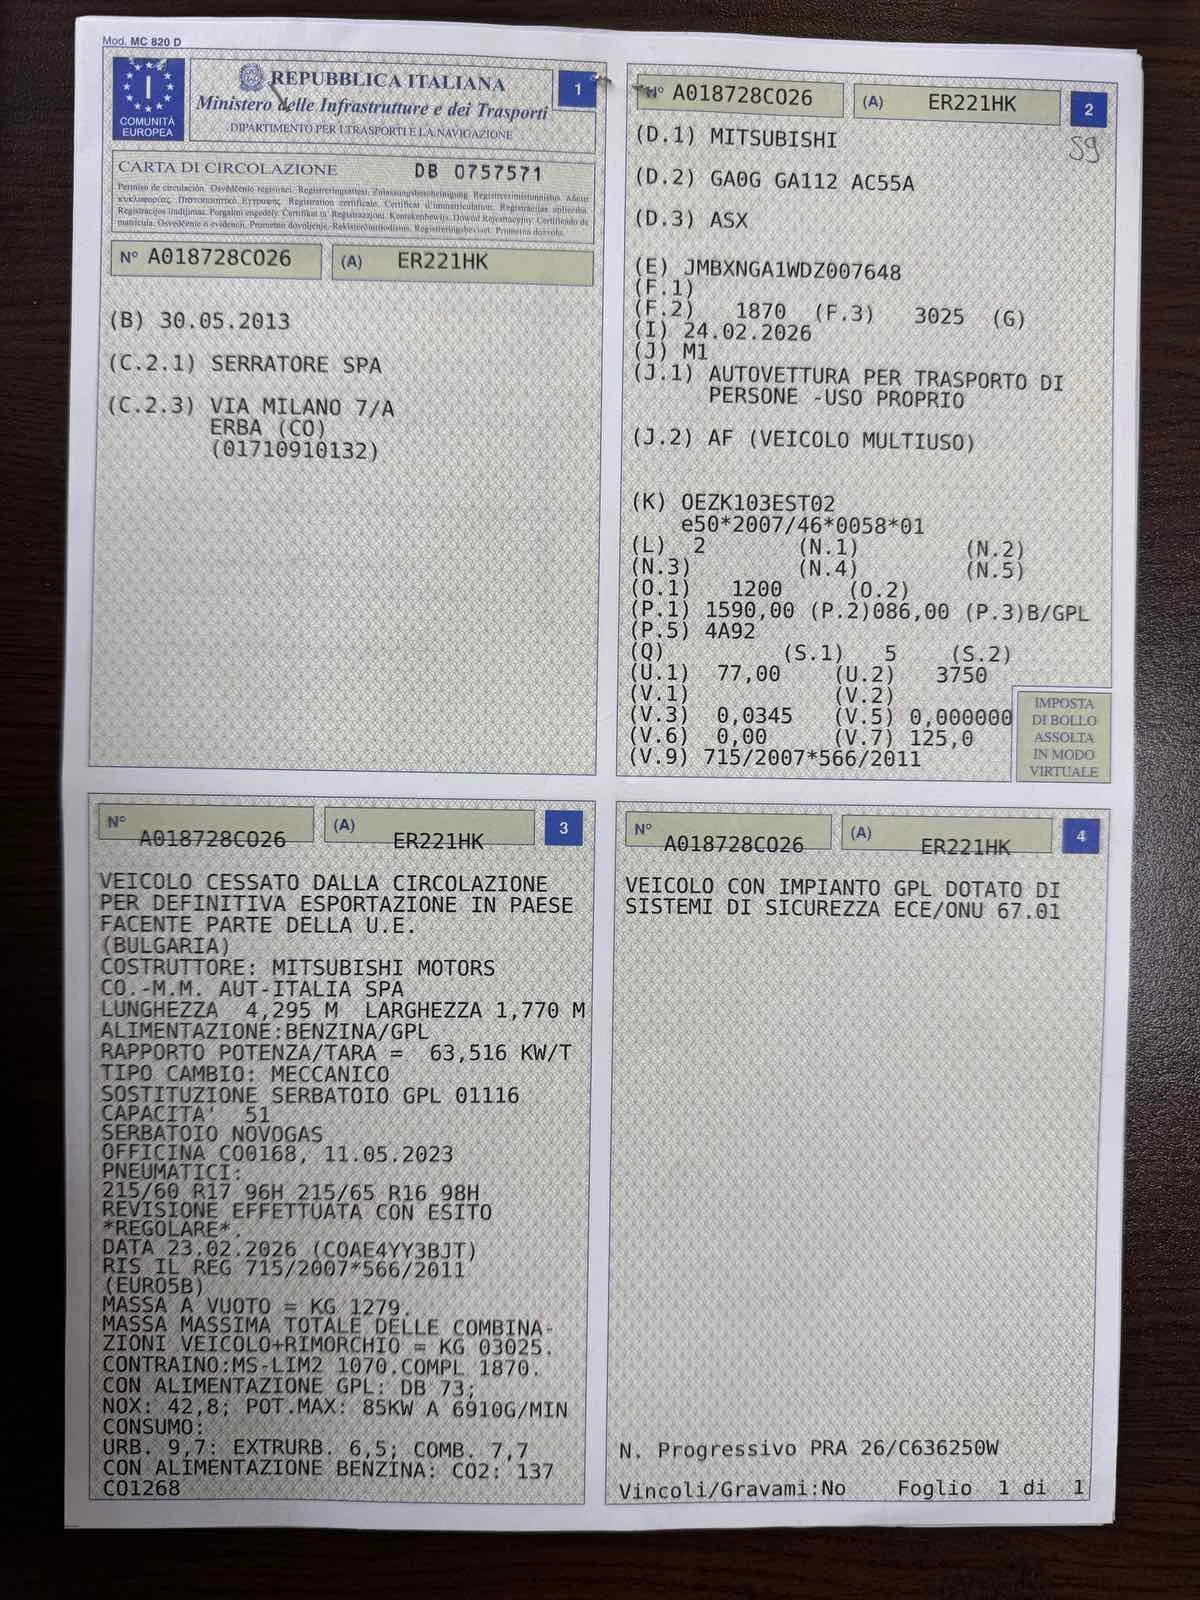 Mod. MC 820 D
I
COMUNITÀ
EUROPEA
REPUBBLICA ITALIANA
Ministero delle Infrastrutture e dei Trasporti
DIPARTIMENTO PER I TRASPORTI E LA NAVIGAZIONE
1
CARTA DI CIRCOLAZIONE DB 0757571
N° A018728CO26 (A) ER221HK
(B) 30.05.2013
(C.2.1) SERRATORE SPA
(C.2.3) VIA MILANO 7/A
ERBA (CO)
(01710910132)
N° A018728CO26 (A) ER221HK 2
59
(D.1) MITSUBISHI
(D.2) GA0G GA112 AC55A
(D.3) ASX
(E) JMBXNGA1WDZ007648
(F.1)
(F.2) 1870 (F.3) 3025 (G)
(I) 24.02.2026
(J) M1
(J.1) AUTOVETTURA PER TRASPORTO DI
PERSONE -USO PROPRIO
(J.2) AF (VEICOLO MULTIUSO)
(K) OEZK103EST02
e50*2007/46*0058*01
(L) 2 (N.1) (N.2)
(N.3) (N.4) (N.5)
(O.1) 1200 (O.2)
(P.1) 1590,00 (P.2)086,00 (P.3)B/GPL
(P.5) 4A92
(Q) (S.1) 5 (S.2)
(U.1) 77,00 (U.2) 3750
(V.1) (V.2)
(V.3) 0,0345 (V.5) 0,000000
(V.6) 0,00 (V.7) 125,0
(V.9) 715/2007*566/2011
IMPOSTA
DI BOLLO
ASSOLTA
IN MODO
VIRTUALE
N° A018728CO26 (A) ER221HK 3
VEICOLO CESSATO DALLA CIRCOLAZIONE
PER DEFINITIVA ESPORTAZIONE IN PAESE
FACENTE PARTE DELLA U.E.
(BULGARIA)
COSTRUTTORE: MITSUBISHI MOTORS
CO.-M.M. AUT-ITALIA SPA
LUNGHEZZA 4,295 M LARGHEZZA 1,770 M
ALIMENTAZIONE:BENZINA/GPL
RAPPORTO POTENZA/TARA = 63,516 KW/T
TIPO CAMBIO: MECCANICO
SOSTITUZIONE SERBATOIO GPL 01116
CAPACITA' 51
SERBATOIO NOVOGAS
OFFICINA CO0168, 11.05.2023
PNEUMATICI:
215/60 R17 96H 215/65 R16 98H
REVISIONE EFFETTUATA CON ESITO
*REGOLARE*.
DATA 23.02.2026 (COAE4YY3BJT)
RIS IL REG 715/2007*566/2011
(EURO5B)
MASSA A VUOTO = KG 1279.
MASSA MASSIMA TOTALE DELLE COMBINA-
ZIONI VEICOLO+RIMORCHIO = KG 03025.
CONTRAINO:MS-LIM2 1070.COMPL 1870.
CON ALIMENTAZIONE GPL: DB 73;
NOX: 42,8; POT.MAX: 85KW A 6910G/MIN
CONSUMO:
URB. 9,7: EXTRURB. 6,5; COMB. 7,7
CON ALIMENTAZIONE BENZINA: CO2: 137
CO1268
N° A018728CO26 (A) ER221HK 4
VEICOLO CON IMPIANTO GPL DOTATO DI
SISTEMI DI SICUREZZA ECE/ONU 67.01
N. Progressivo PRA 26/C636250W
Vincoli/Gravami:No Foglio 1 di 1